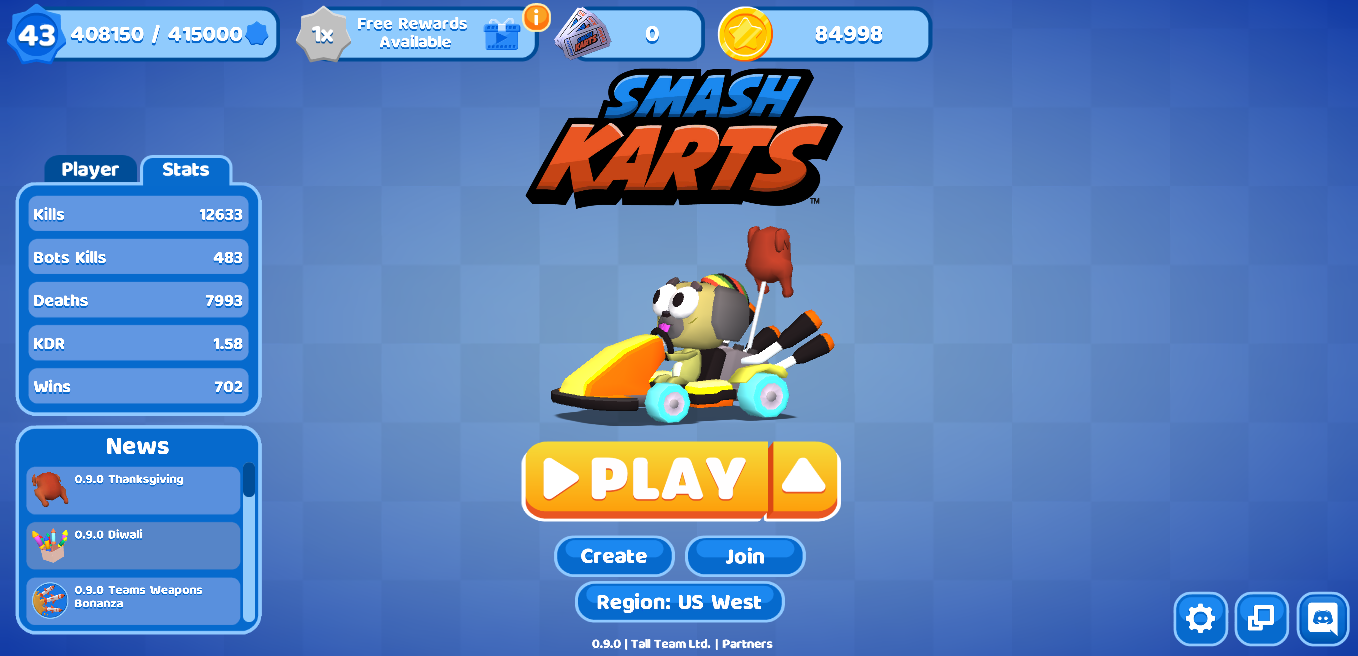 43
408150 / 415000
1x
Free Rewards
Available
i
0
84998
SMASH
KARTS
TM
Player
Stats
Kills 12633
Bots Kills 483
Deaths 7993
KDR 1.58
Wins 702
News
0.9.0 Thanksgiving
0.9.0 Diwali
0.9.0 Teams Weapons
Bonanza
PLAY
Create
Join
Region: US West
0.9.0 | Tall Team Ltd. | Partners